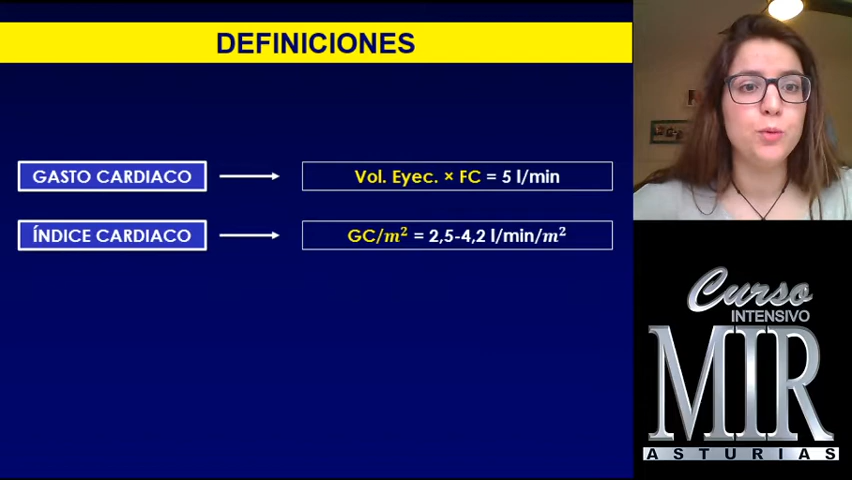 DEFINICIONES
GASTO CARDIACO
Vol. Eyec. × FC = 5 l/min
ÍNDICE CARDIACO
GC/m² = 2,5-4,2 l/min/m²
Curso
INTENSIVO
MIR
ASTURIAS